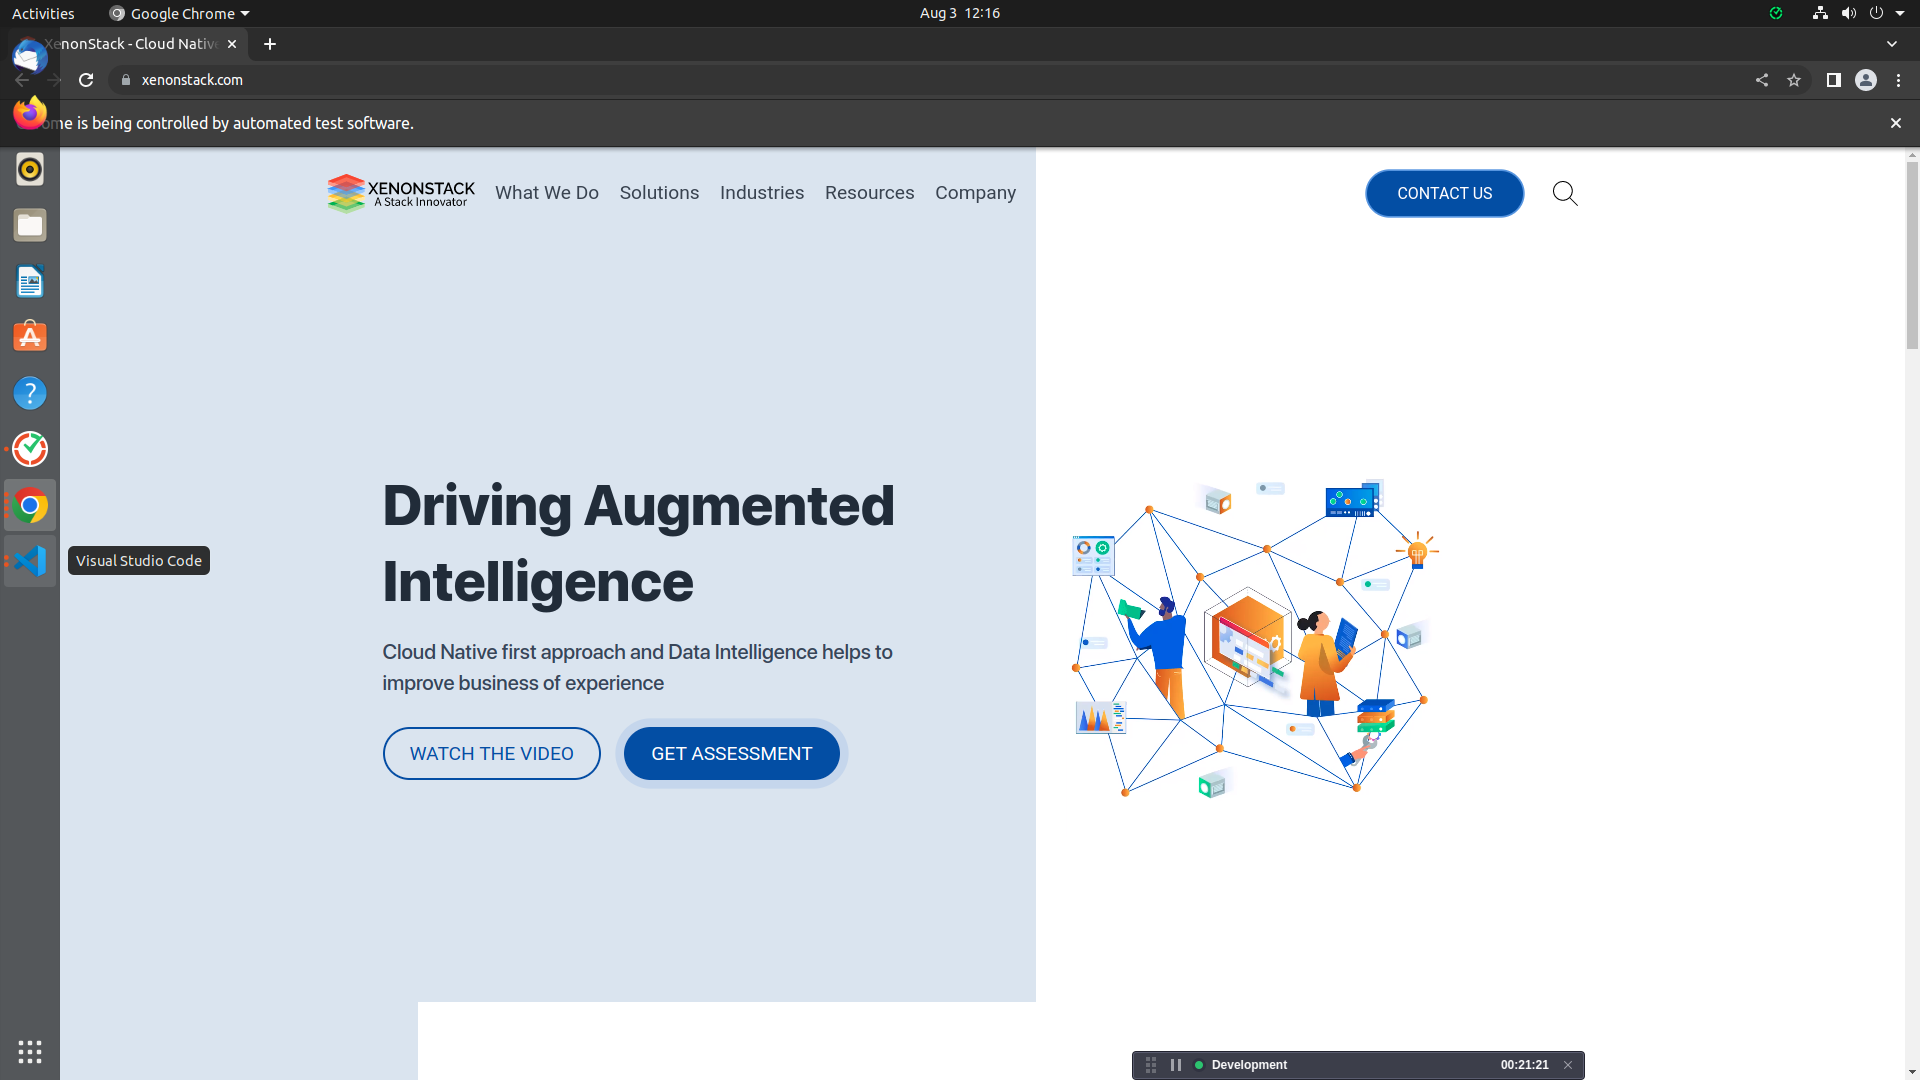 Activities
Google Chrome
Aug 3 12:16
XenonStack - Cloud Native
xenonstack.com
me is being controlled by automated test software.
XENONSTACK
A Stack Innovator
What We Do
Solutions
Industries
Resources
Company
CONTACT US
Driving Augmented
Intelligence
Visual Studio Code
Cloud Native first approach and Data Intelligence helps to
improve business of experience
WATCH THE VIDEO
GET ASSESSMENT
Development
00:21:21